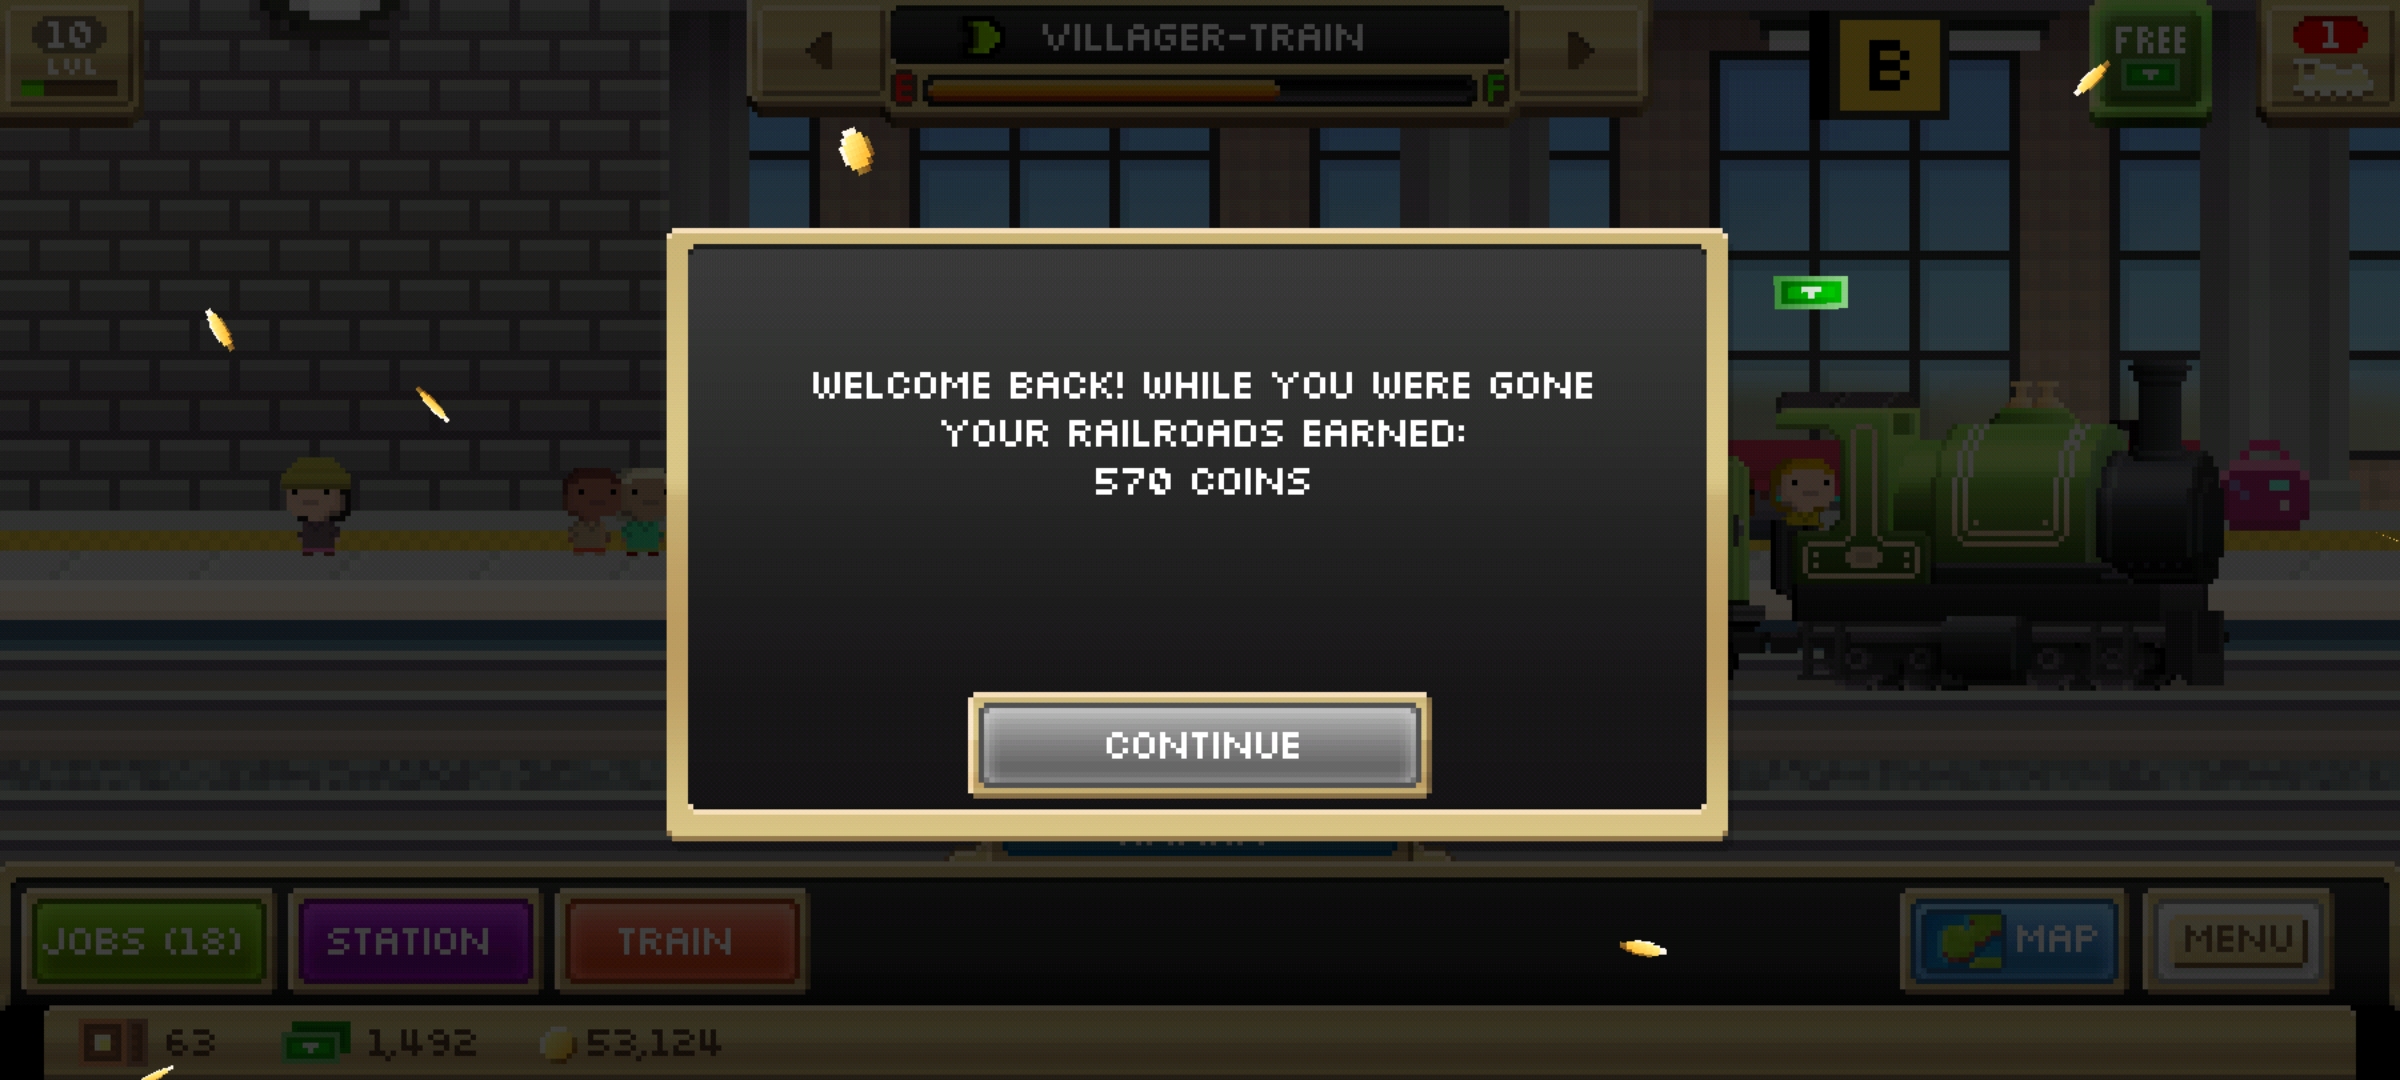 10
LVL
VILLAGER-TRAIN
E F
B
FREE
1
WELCOME BACK! WHILE YOU WERE GONE
YOUR RAILROADS EARNED:
570 COINS
CONTINUE
JOBS (18)
STATION
TRAIN
MAP
MENU
63
1,492
53,124